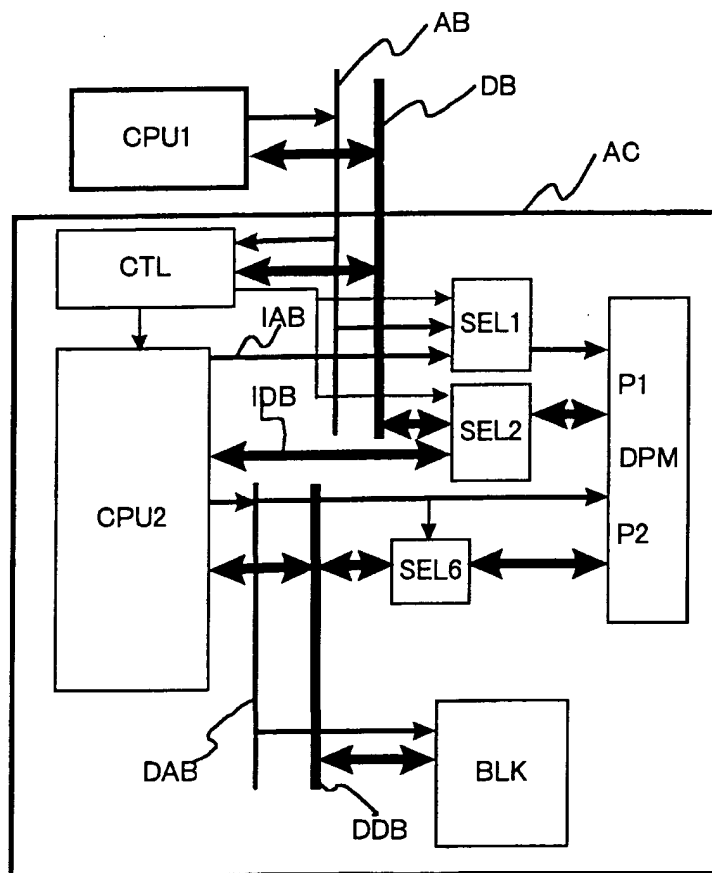 AB
DB
CPU1
AC
CTL
IAB
SEL1
P1
IDB
SEL2
DPM
CPU2
P2
SEL6
DAB
BLK
DDB